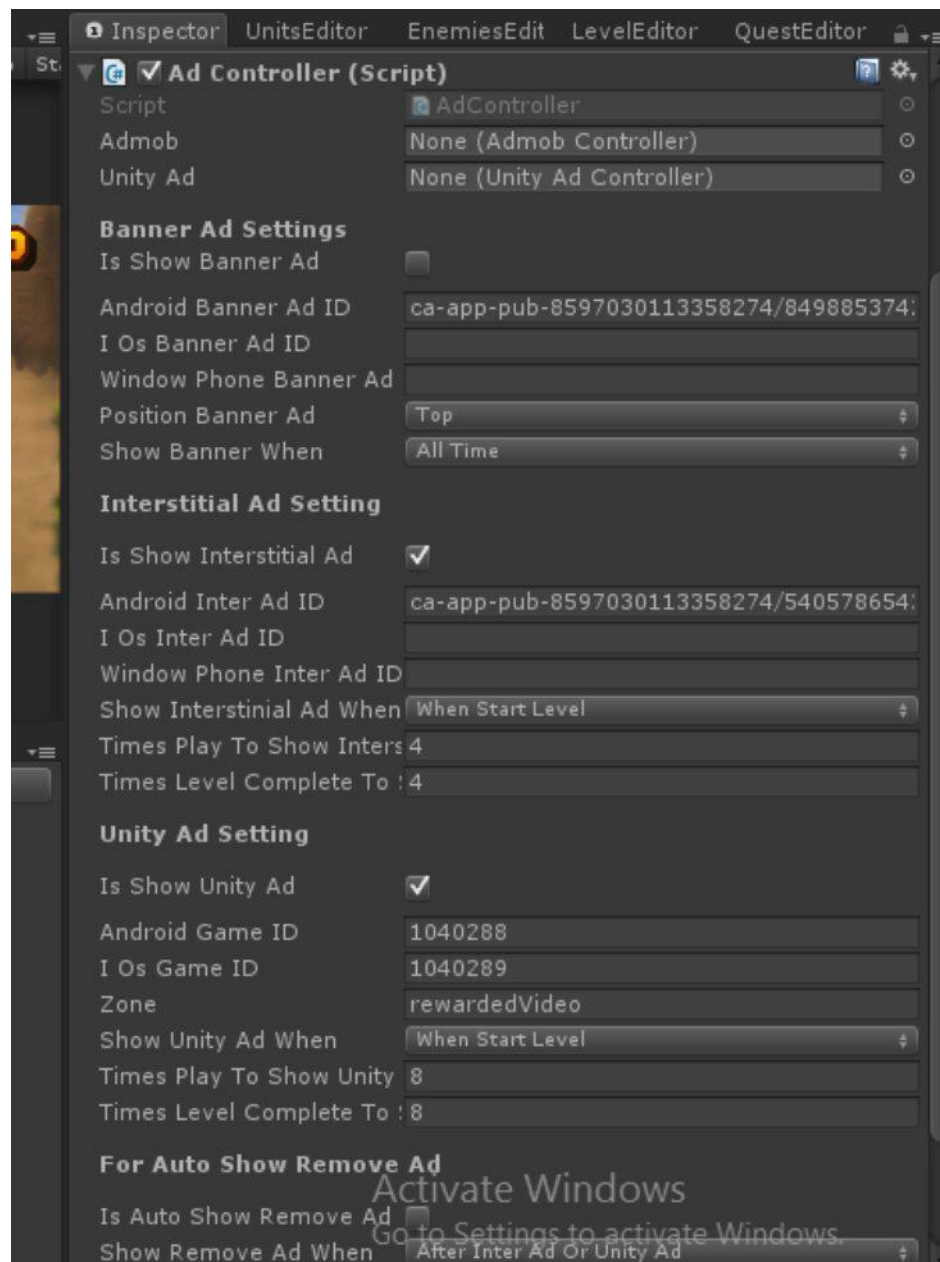 Inspector UnitsEditor EnemiesEdit LevelEditor QuestEditor
Ad Controller (Script)
Script AdController
Admob None (Admob Controller)
Unity Ad None (Unity Ad Controller)
Banner Ad Settings
Is Show Banner Ad
Android Banner Ad ID ca-app-pub-8597030113358274/849885374
I Os Banner Ad ID
Window Phone Banner Ad
Position Banner Ad Top
Show Banner When All Time
Interstitial Ad Setting
Is Show Interstitial Ad
Android Inter Ad ID ca-app-pub-8597030113358274/540578654
I Os Inter Ad ID
Window Phone Inter Ad ID
Show Interstinial Ad When When Start Level
Times Play To Show Inters 4
Times Level Complete To 4
Unity Ad Setting
Is Show Unity Ad
Android Game ID 1040288
I Os Game ID 1040289
Zone rewardedVideo
Show Unity Ad When When Start Level
Times Play To Show Unity 8
Times Level Complete To 8
For Auto Show Remove Ad
Activate Windows
Is Auto Show Remove Ad
Go to Settings to activate Windows.
Show Remove Ad When After Inter Ad Or Unity Ad